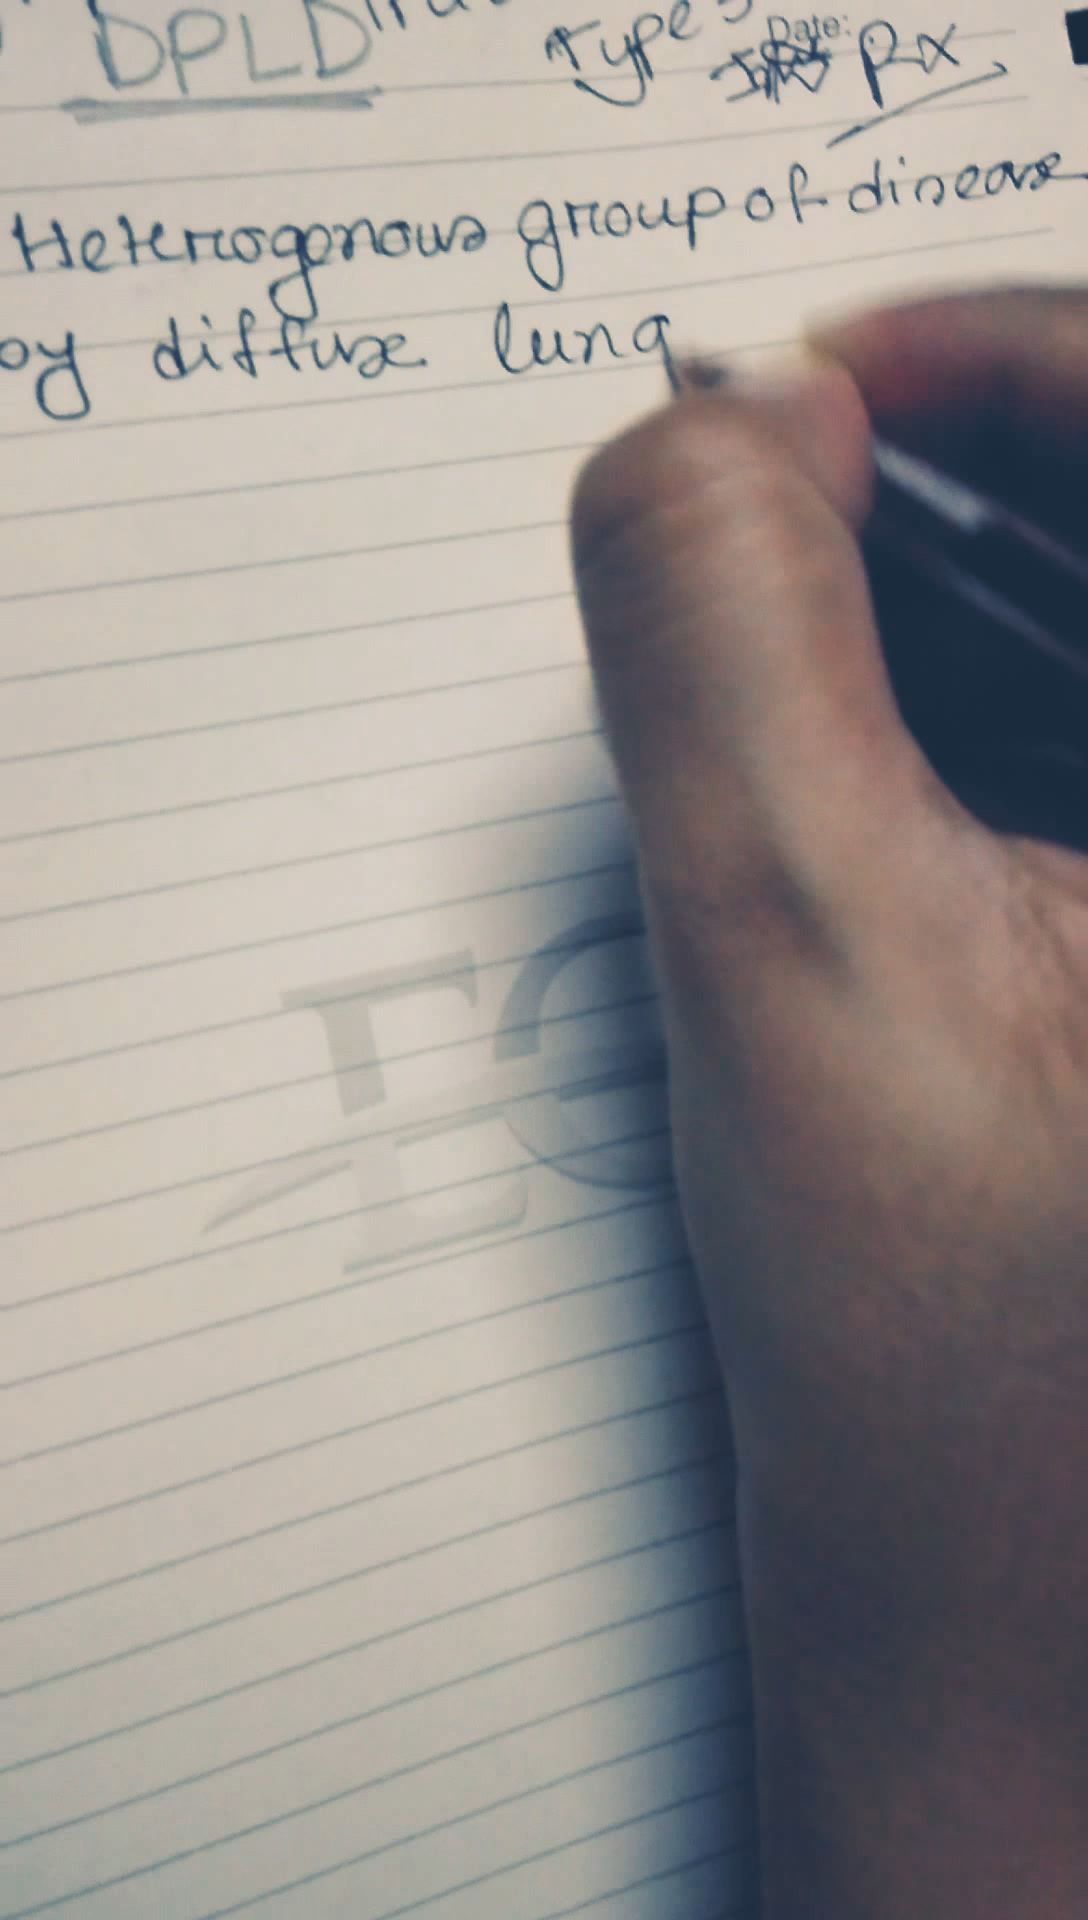 DPLD
Type
Date:
Rx
Heterogonous group of disease
by diffuse lung